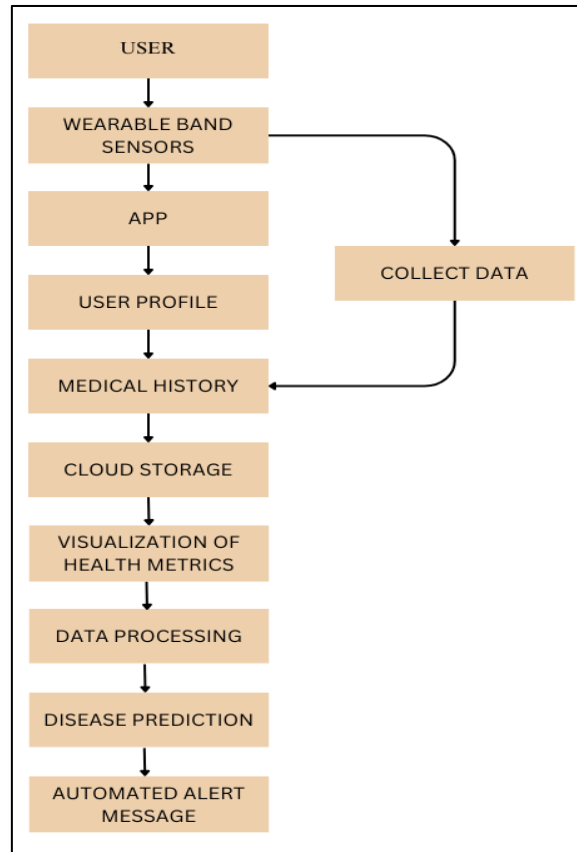 USER
WEARABLE BAND
SENSORS
APP
COLLECT DATA
USER PROFILE
MEDICAL HISTORY
CLOUD STORAGE
VISUALIZATION OF
HEALTH METRICS
DATA PROCESSING
DISEASE PREDICTION
AUTOMATED ALERT
MESSAGE